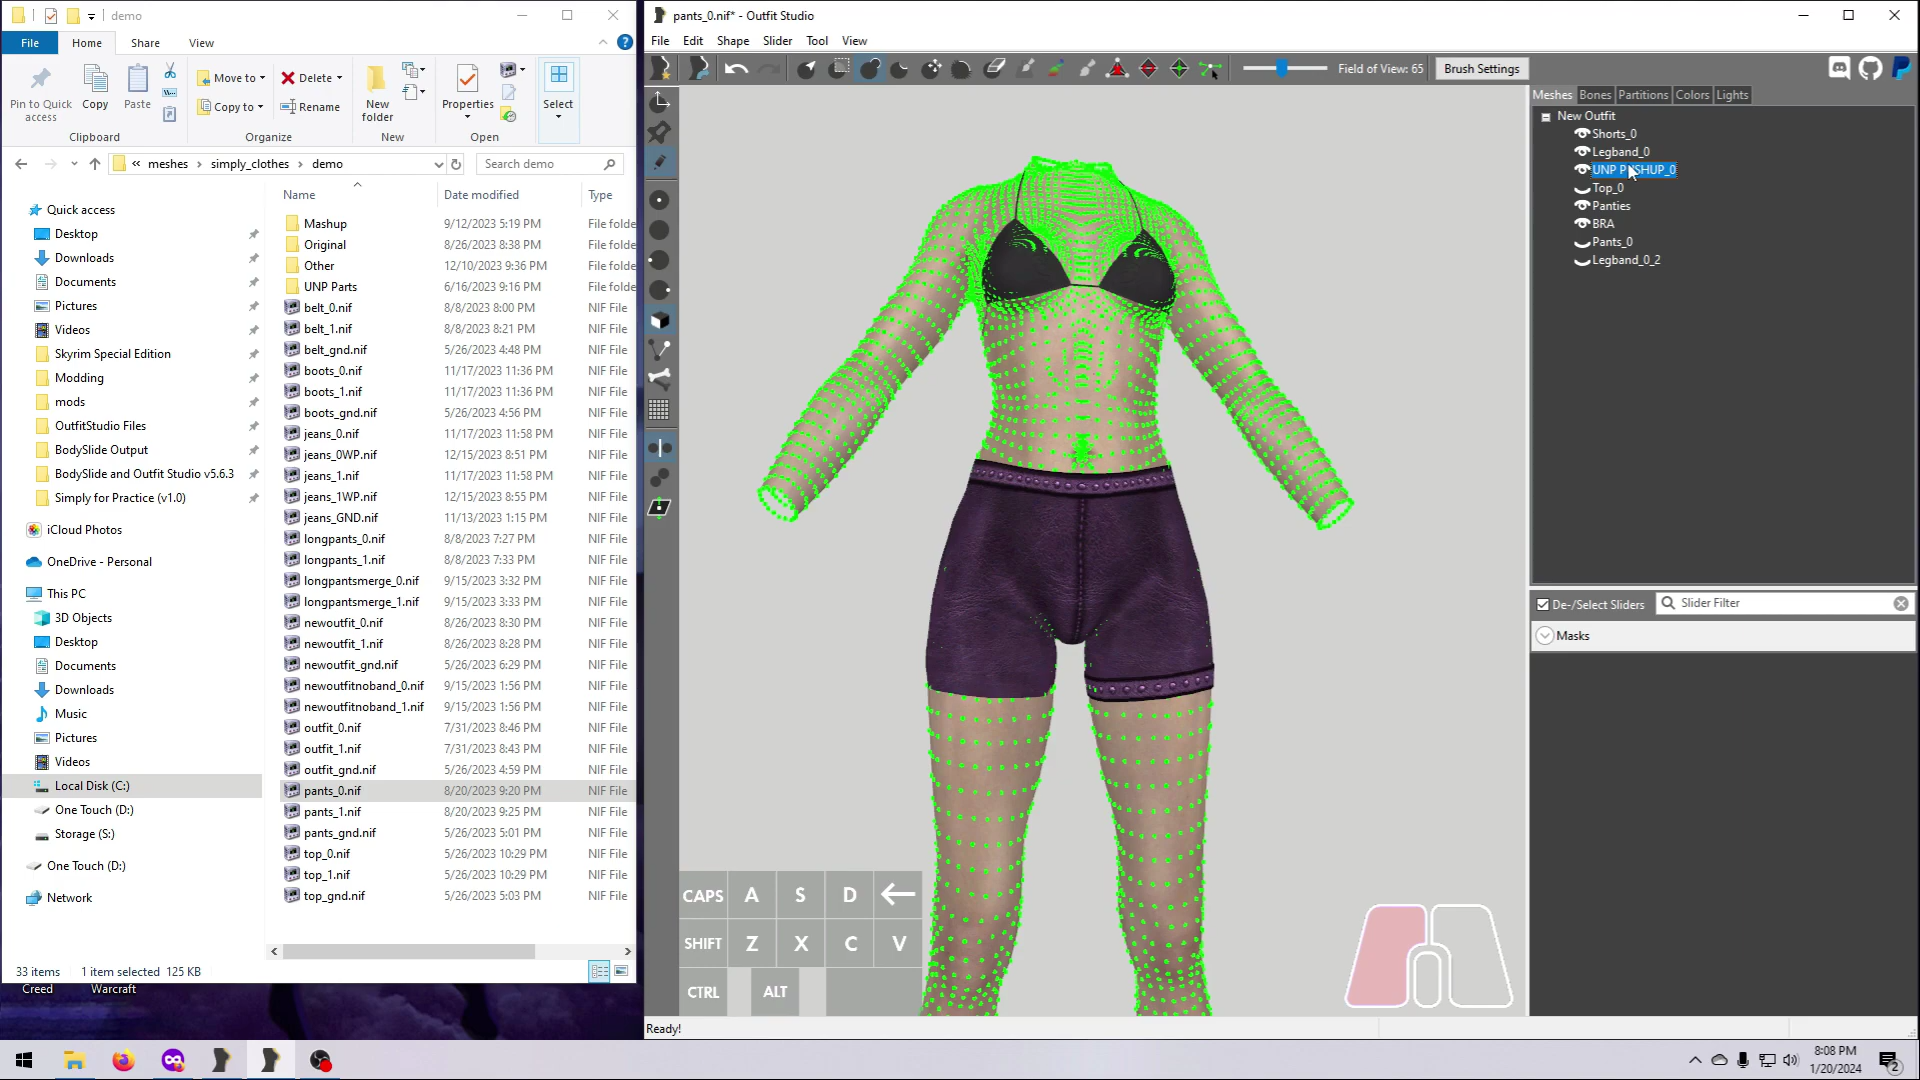 demo
File
Home
Share
View
Pin to Quick access
Copy
Paste
Clipboard
Move to
Copy to
Delete
Rename
Organize
New folder
New
Properties
Open
Select
« meshes > simply_clothes > demo
Search demo
Quick access
Desktop
Downloads
Documents
Pictures
Videos
Skyrim Special Edition
Modding
mods
OutfitStudio Files
BodySlide Output
BodySlide and Outfit Studio v5.6.3
Simply for Practice (v1.0)
iCloud Photos
OneDrive - Personal
This PC
3D Objects
Desktop
Documents
Downloads
Music
Pictures
Videos
Local Disk (C:)
One Touch (D:)
Storage (S:)
One Touch (D:)
Network
Name Date modified Type
Mashup 9/12/2023 5:19 PM File folde
Original 8/26/2023 8:38 PM File folde
Other 12/10/2023 9:36 PM File folde
UNP Parts 6/16/2023 9:16 PM File folde
belt_0.nif 8/8/2023 8:00 PM NIF File
belt_1.nif 8/8/2023 8:21 PM NIF File
belt_gnd.nif 5/26/2023 4:48 PM NIF File
boots_0.nif 11/17/2023 11:36 PM NIF File
boots_1.nif 11/17/2023 11:36 PM NIF File
boots_gnd.nif 5/26/2023 4:56 PM NIF File
jeans_0.nif 11/17/2023 11:58 PM NIF File
jeans_0WP.nif 12/15/2023 8:51 PM NIF File
jeans_1.nif 11/17/2023 11:58 PM NIF File
jeans_1WP.nif 12/15/2023 8:55 PM NIF File
jeans_GND.nif 11/13/2023 1:15 PM NIF File
longpants_0.nif 8/8/2023 7:27 PM NIF File
longpants_1.nif 8/8/2023 7:33 PM NIF File
longpantsmerge_0.nif 9/15/2023 3:32 PM NIF File
longpantsmerge_1.nif 9/15/2023 3:33 PM NIF File
newoutfit_0.nif 8/26/2023 8:30 PM NIF File
newoutfit_1.nif 8/26/2023 8:28 PM NIF File
newoutfit_gnd.nif 5/26/2023 6:29 PM NIF File
newoutfitnoband_0.nif 9/15/2023 1:56 PM NIF File
newoutfitnoband_1.nif 9/15/2023 1:56 PM NIF File
outfit_0.nif 7/31/2023 8:46 PM NIF File
outfit_1.nif 7/31/2023 8:43 PM NIF File
outfit_gnd.nif 5/26/2023 4:59 PM NIF File
pants_0.nif 8/20/2023 9:20 PM NIF File
pants_1.nif 8/20/2023 9:25 PM NIF File
pants_gnd.nif 5/26/2023 5:01 PM NIF File
top_0.nif 5/26/2023 10:29 PM NIF File
top_1.nif 5/26/2023 10:29 PM NIF File
top_gnd.nif 5/26/2023 5:03 PM NIF File
33 items 1 item selected 125 KB
Creed
Warcraft
pants_0.nif* - Outfit Studio
File Edit Shape Slider Tool View
Field of View: 65
Brush Settings
Meshes Bones Partitions Colors Lights
New Outfit
Shorts_0
Legband_0
UNP PUSHUP_0
Top_0
Panties
BRA
Pants_0
Legband_0_2
De-/Select Sliders
Slider Filter
Masks
CAPS A S D ←
SHIFT Z X C V
CTRL ALT
Ready!
8:08 PM
1/20/2024
2